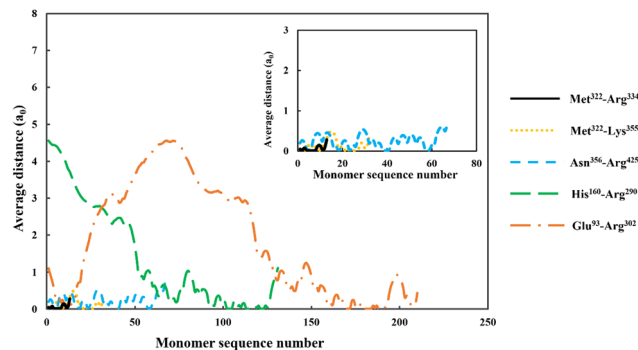 8
7
6
5
4
3
2
1
0
Average distance (a₀)
0
50
100
150
200
250
Monomer sequence number
3
2
1
0
Average distance (a₀)
0
20
40
60
80
Monomer sequence number
Met³²²-Arg³³⁴
Met³²²-Lys³⁵⁵
Asn³⁵⁶-Arg⁴²⁵
His¹⁶⁰-Arg²⁹⁰
Glu⁹³-Arg³⁰²